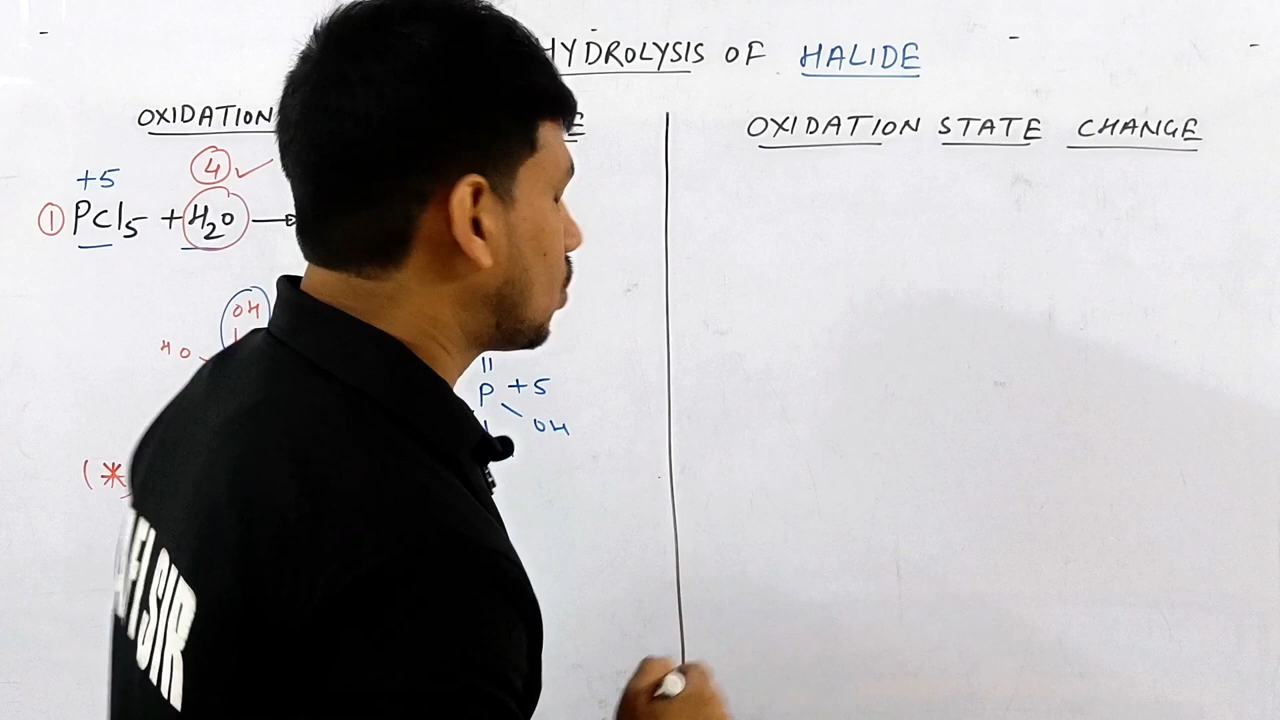 HYDROLYSIS OF HALIDE
OXIDATION
OXIDATION STATE CHANGE
+5
4
① PCl5 + H2O →
OH
HO
P +5
OH
(*
SIR